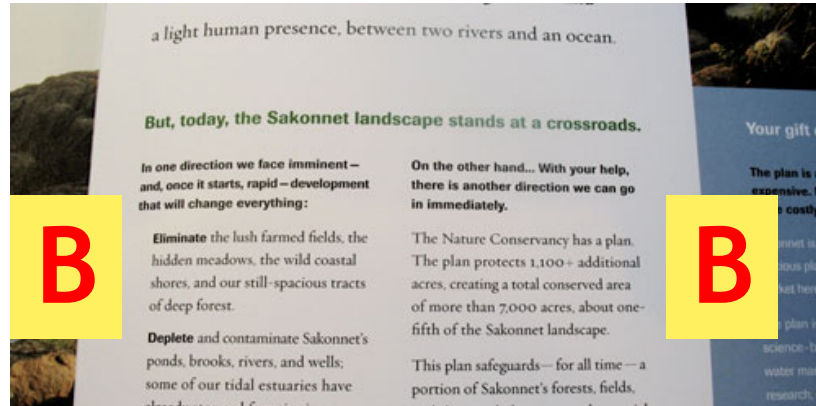 a light human presence, between two rivers and an ocean.
But, today, the Sakonnet landscape stands at a crossroads.
In one direction we face imminent—
and, once it starts, rapid—development
that will change everything:
Eliminate the lush farmed fields, the
hidden meadows, the wild coastal
shores, and our still-spacious tracts
of deep forest.
Deplete and contaminate Sakonnet's
ponds, brooks, rivers, and wells;
some of our tidal estuaries have
On the other hand... With your help,
there is another direction we can go
in immediately.
The Nature Conservancy has a plan.
The plan protects 1,100+ additional
acres, creating a total conserved area
of more than 7,000 acres, about one-
fifth of the Sakonnet landscape.
This plan safeguards—for all time—a
portion of Sakonnet's forests, fields,
Your gift
The plan is
expensive.
costly
plan i
science-b
water ma
research,
B
B